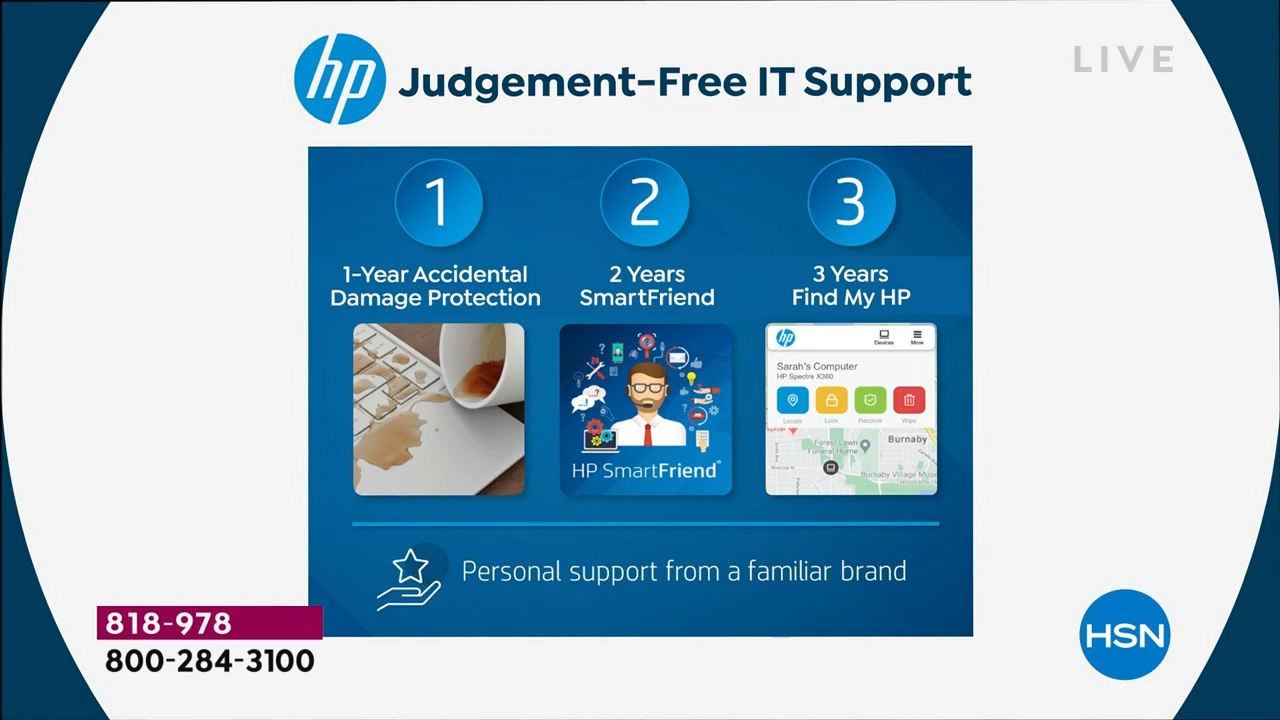 hp Judgement-Free IT Support
LIVE
1
2
3
1-Year Accidental
Damage Protection
2 Years
SmartFriend
3 Years
Find My HP
HP SmartFriend®
hp
Devices
More
Sarah's Computer
HP Spectre X360
Locate
Lock
Recover
Wipe
Forest Lawn
Funeral Home
Burnaby
Burnaby Village Muse
Temporarily
Personal support from a familiar brand
818-978
800-284-3100
HSN